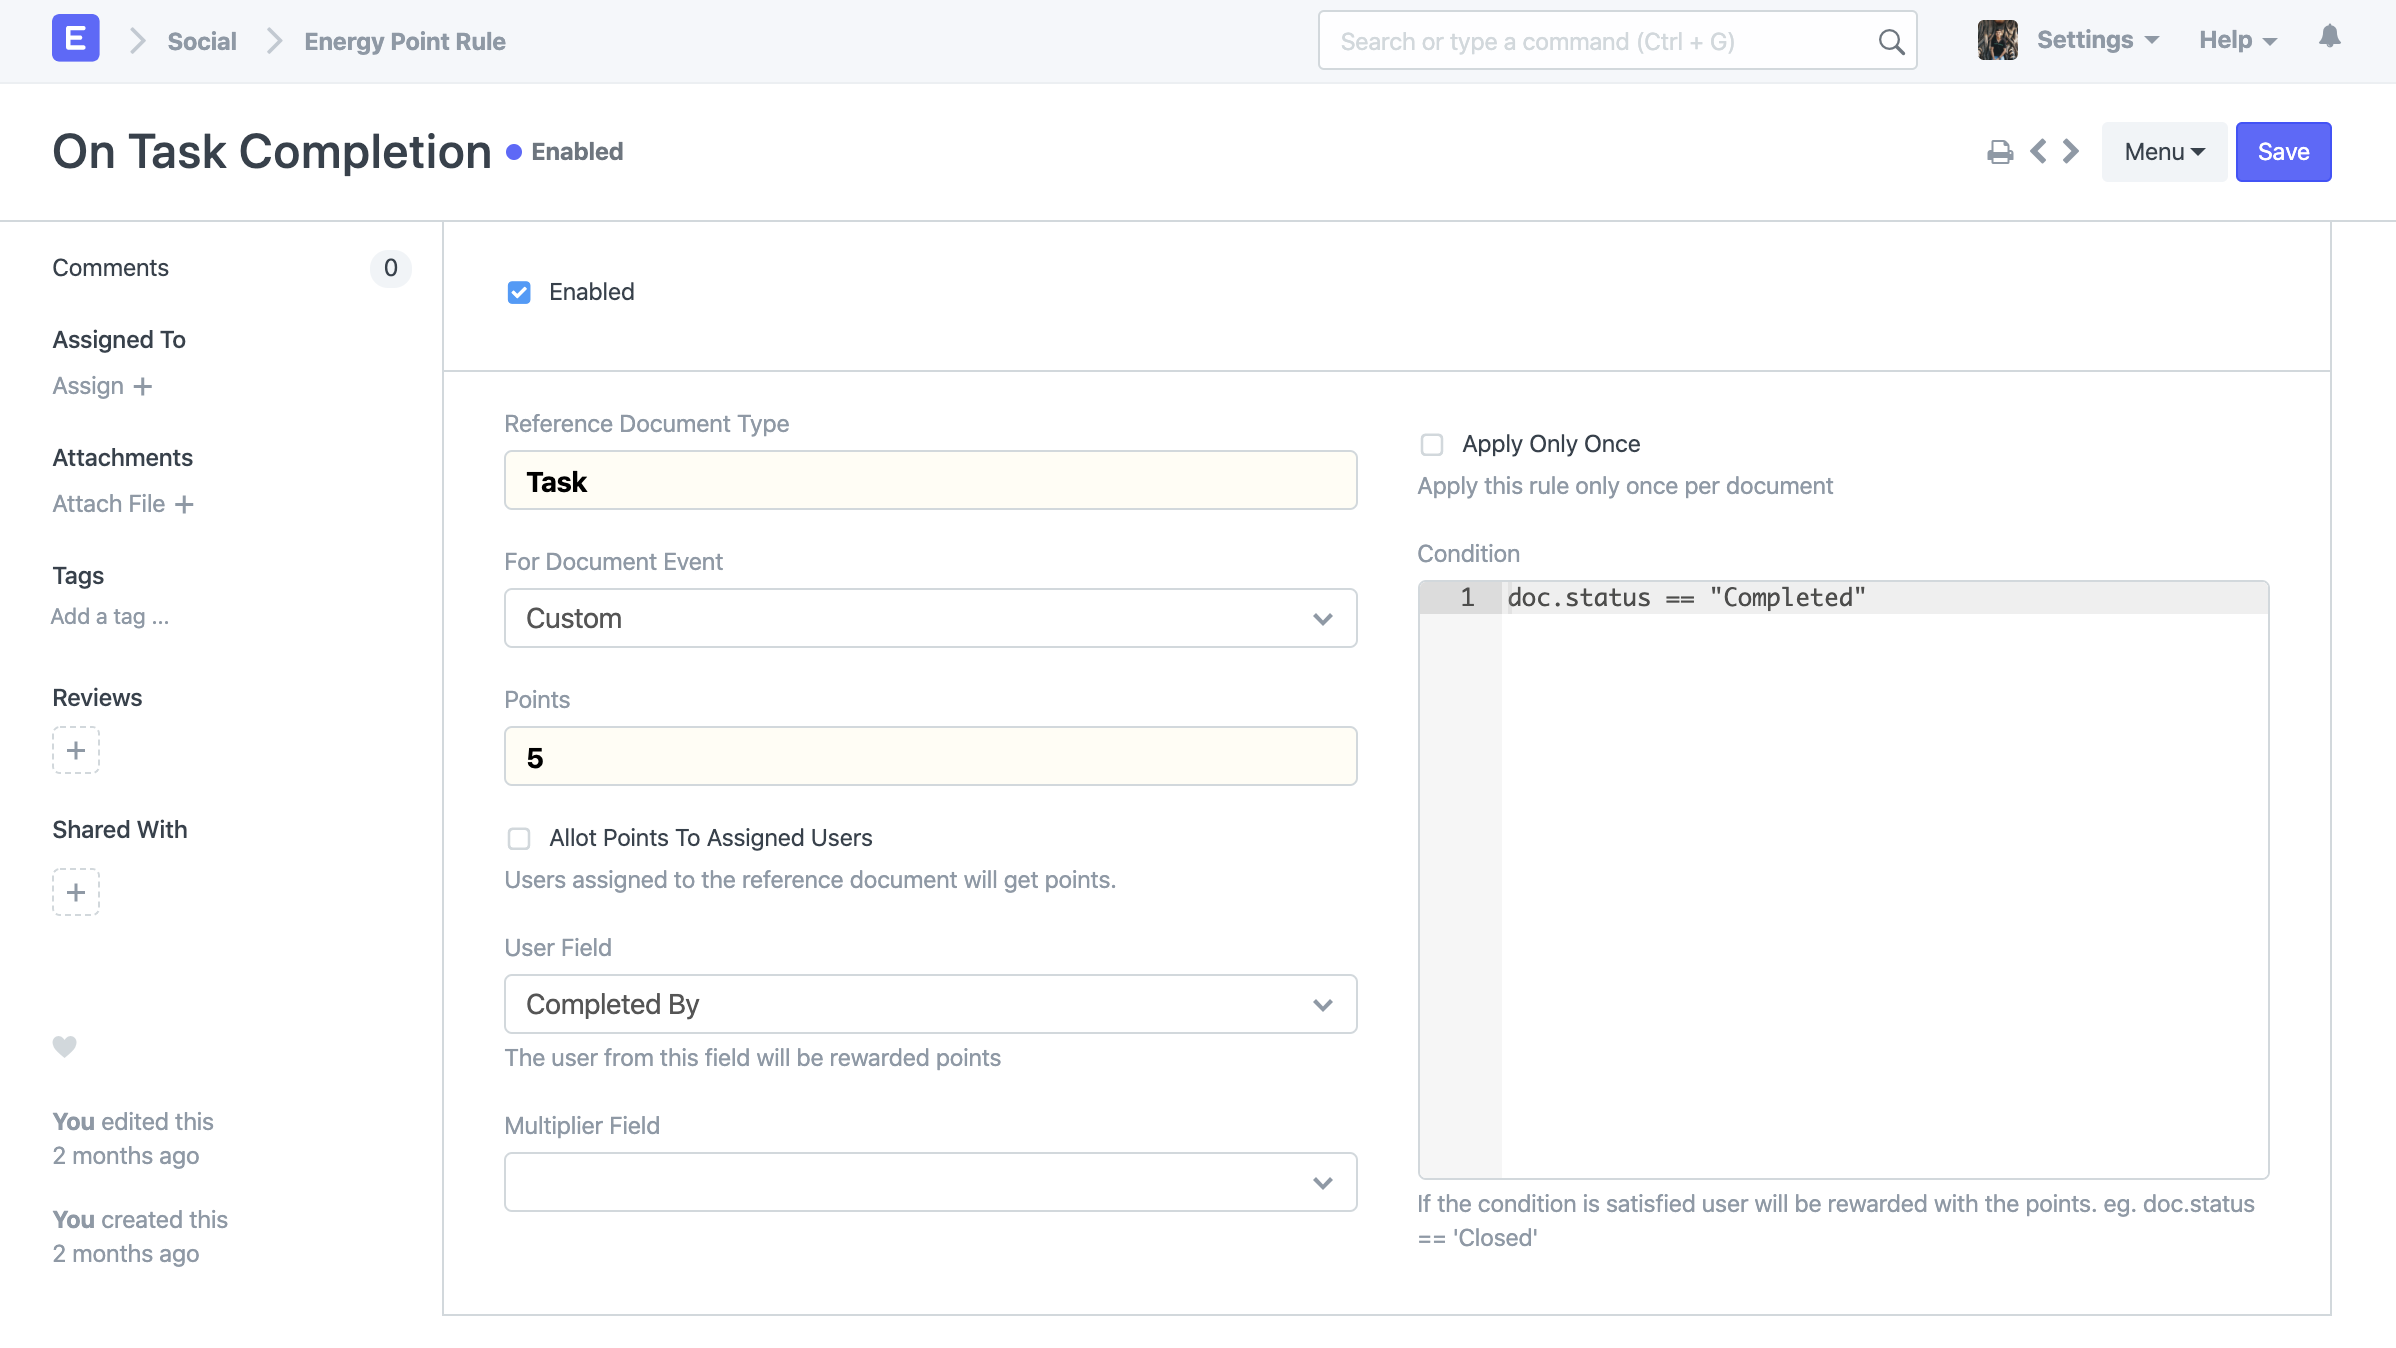 E
Social
Energy Point Rule
Search or type a command (Ctrl + G)
Settings
Help
On Task Completion
Enabled
Menu
Save
Comments
0
Assigned To
Assign +
Attachments
Attach File +
Tags
Add a tag ...
Reviews
+
Shared With
+
You edited this
2 months ago
You created this
2 months ago
Enabled
Reference Document Type
Task
For Document Event
Custom
Points
5
Allot Points To Assigned Users
Users assigned to the reference document will get points.
User Field
Completed By
The user from this field will be rewarded points
Multiplier Field
Apply Only Once
Apply this rule only once per document
Condition
1 doc.status == "Completed"
If the condition is satisfied user will be rewarded with the points. eg. doc.status
== 'Closed'